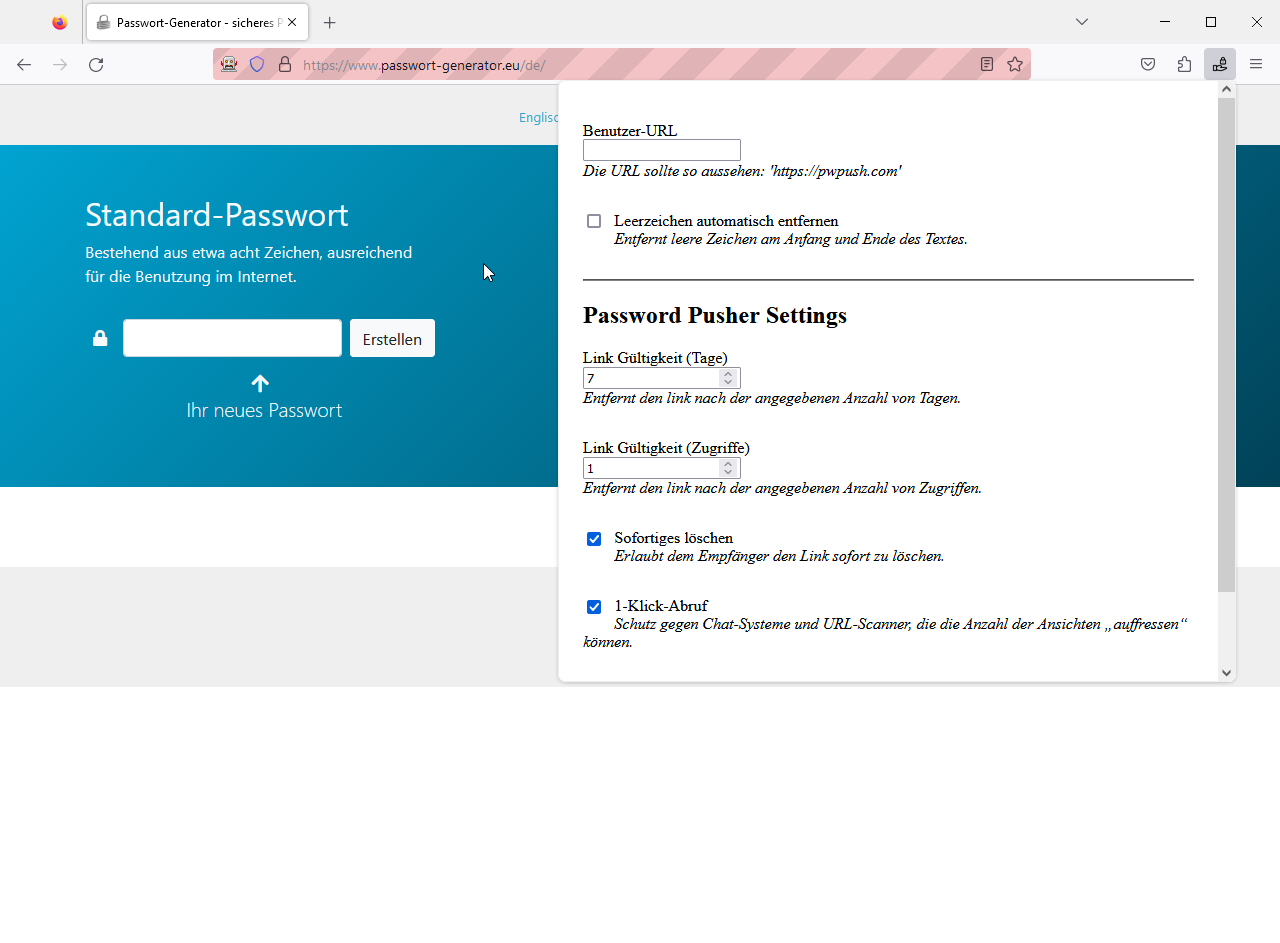 Passwort-Generator - sicheres P
https://www.passwort-generator.eu/de/
Englisc
Standard-Passwort
Bestehend aus etwa acht Zeichen, ausreichend
für die Benutzung im Internet.
Erstellen
Ihr neues Passwort
Benutzer-URL
Die URL sollte so aussehen: 'https://pwpush.com'
Leerzeichen automatisch entfernen
Entfernt leere Zeichen am Anfang und Ende des Textes.
Password Pusher Settings
Link Gültigkeit (Tage)
7
Entfernt den link nach der angegebenen Anzahl von Tagen.
Link Gültigkeit (Zugriffe)
1
Entfernt den link nach der angegebenen Anzahl von Zugriffen.
Sofortiges löschen
Erlaubt dem Empfänger den Link sofort zu löschen.
1-Klick-Abruf
Schutz gegen Chat-Systeme und URL-Scanner, die die Anzahl der Ansichten „auffressen“
können.